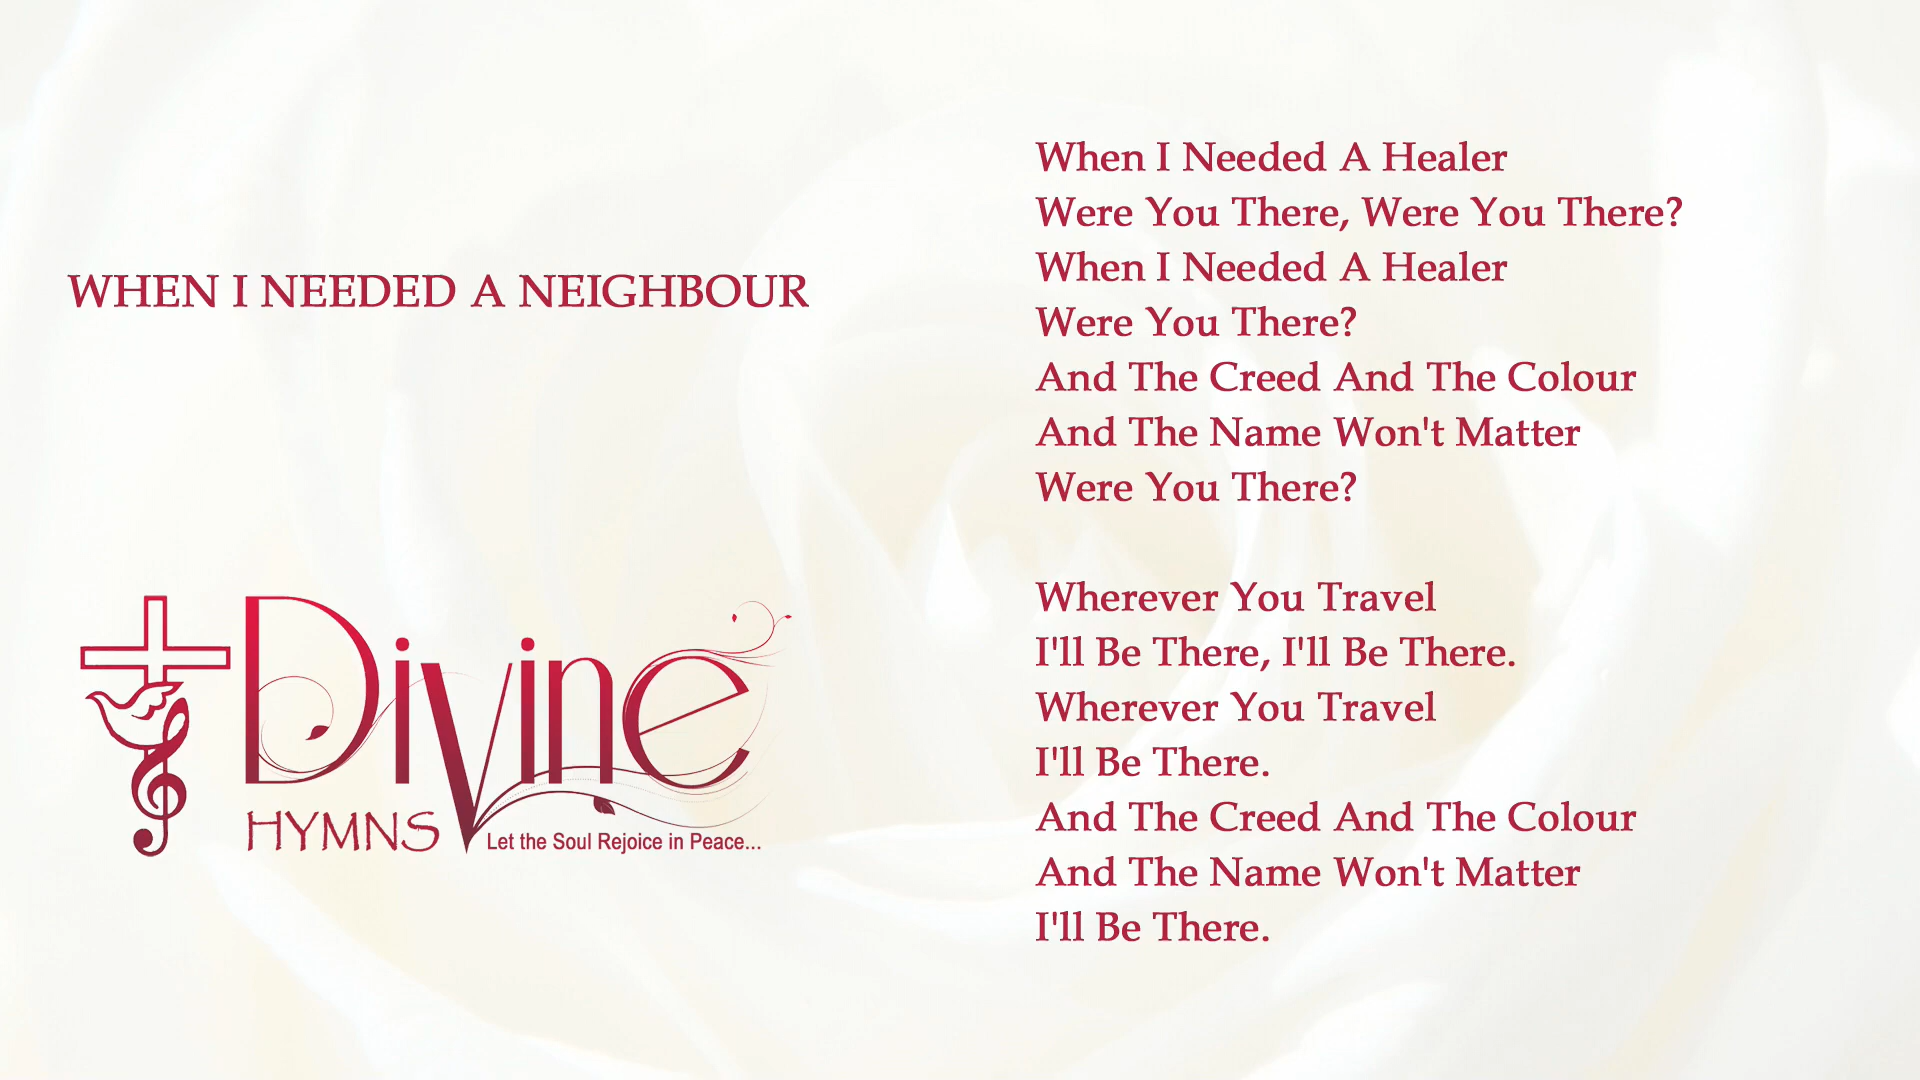 WHEN I NEEDED A NEIGHBOUR
Divine
HYMNS
Let the Soul Rejoice in Peace...
When I Needed A Healer
Were You There, Were You There?
When I Needed A Healer
Were You There?
And The Creed And The Colour
And The Name Won't Matter
Were You There?
Wherever You Travel
I'll Be There, I'll Be There.
Wherever You Travel
I'll Be There.
And The Creed And The Colour
And The Name Won't Matter
I'll Be There.